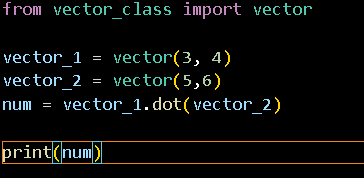 from vector_class import vector
vector_1 = vector(3, 4)
vector_2 = vector(5,6)
num = vector_1.dot(vector_2)
print(num)